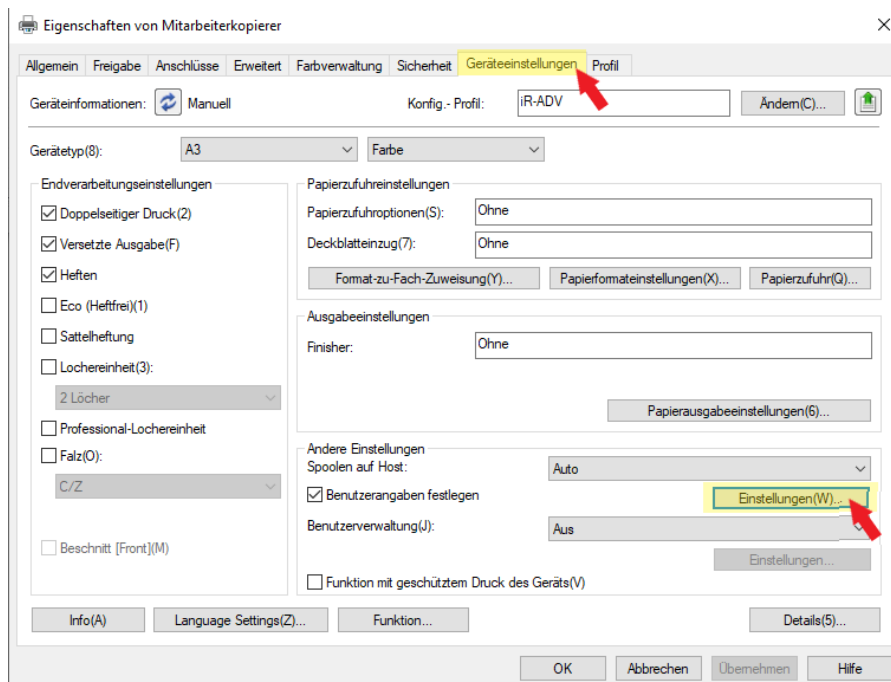 Eigenschaften von Mitarbeiterkopierer
Allgemein Freigabe Anschlüsse Erweitert Farbverwaltung Sicherheit Geräteeinstellungen Profil
Geräteinformationen: Manuell Konfig.- Profil: iR-ADV Ändern(C)...
Gerätetyp(8): A3 Farbe
Endverarbeitungseinstellungen
Doppelseitiger Druck(2)
Versetzte Ausgabe(F)
Heften
Eco (Heftfrei)(1)
Sattelheftung
Lochereinheit(3):
2 Löcher
Professional-Lochereinheit
Falz(O):
C/Z
Beschnitt [Front](M)
Papierzufuhreinstellungen
Papierzufuhroptionen(S): Ohne
Deckblatteinzug(7): Ohne
Format-zu-Fach-Zuweisung(Y)... Papierformateinstellungen(X)... Papierzufuhr(Q)...
Ausgabeeinstellungen
Finisher: Ohne
Papierausgabeeinstellungen(6)...
Andere Einstellungen
Spoolen auf Host: Auto
Benutzerangaben festlegen Einstellungen(W)...
Benutzerverwaltung(J): Aus
Einstellungen...
Funktion mit geschütztem Druck des Geräts(V)
Info(A) Language Settings(Z)... Funktion... Details(5)...
OK Abbrechen Übernehmen Hilfe